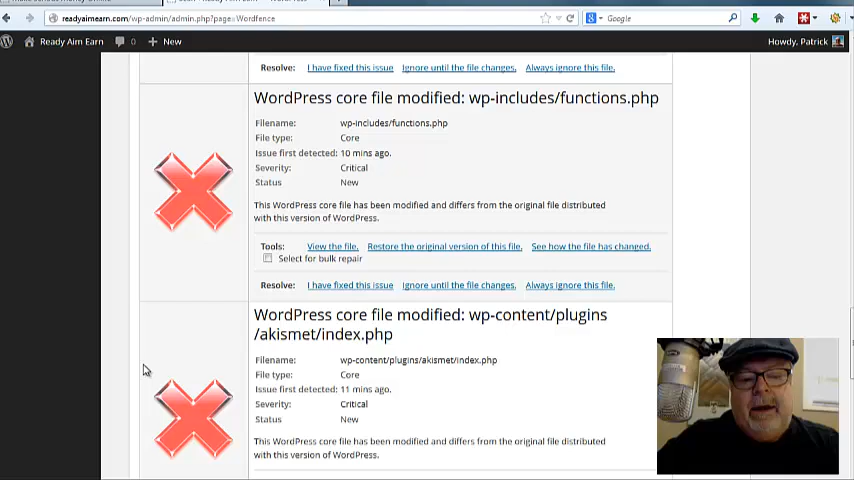 readyaimearn.com/wp-admin/admin.php?page=Wordfence
Google
Ready Aim Earn 0 + New Howdy, Patrick
Resolve: I have fixed this issue Ignore until the file changes. Always ignore this file.
WordPress core file modified: wp-includes/functions.php
Filename: wp-includes/functions.php
File type: Core
Issue first detected: 10 mins ago.
Severity: Critical
Status New
This WordPress core file has been modified and differs from the original file distributed
with this version of WordPress.
Tools: View the file. Restore the original version of this file. See how the file has changed.
Select for bulk repair
Resolve: I have fixed this issue Ignore until the file changes. Always ignore this file.
WordPress core file modified: wp-content/plugins
/akismet/index.php
Filename: wp-content/plugins/akismet/index.php
File type: Core
Issue first detected: 11 mins ago.
Severity: Critical
Status New
This WordPress core file has been modified and differs from the original file distributed
with this version of WordPress.